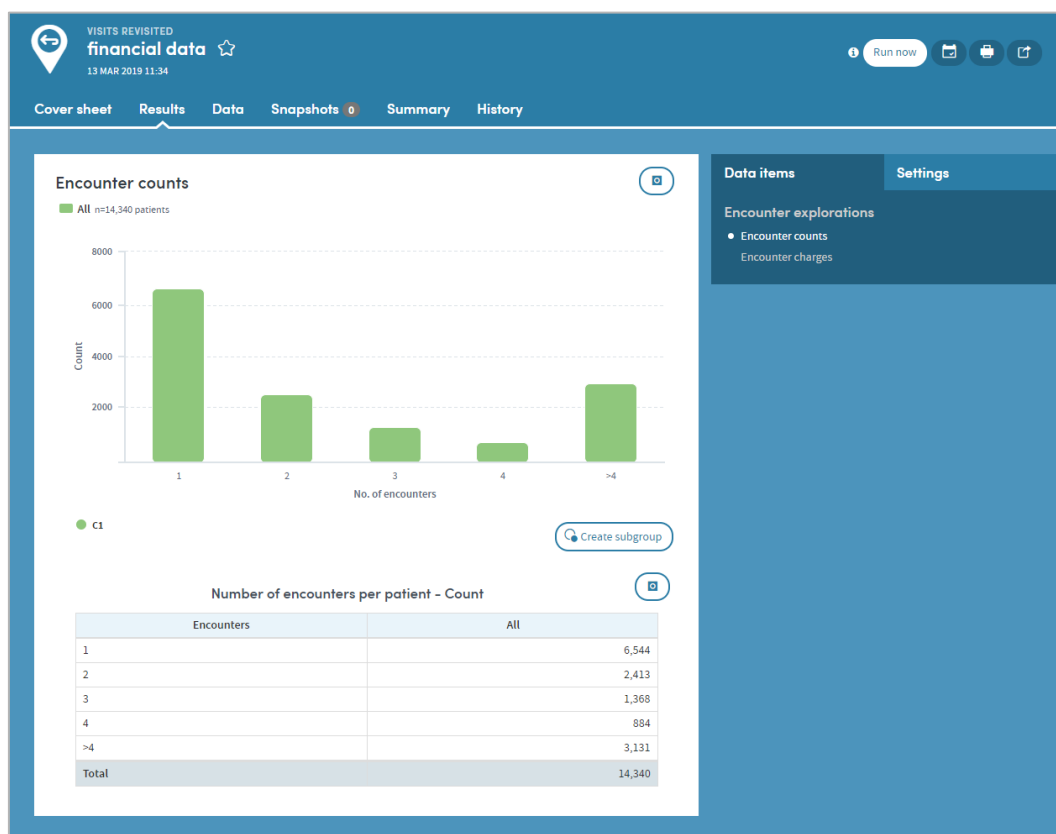 VISITS REVISITED
financial data
13 MAR 2019 11:34
Run now
Cover sheet Results Data Snapshots 0 Summary History
Encounter counts
All n=14,340 patients
8000
6000
4000
2000
Count
1 2 3 4 >4
No. of encounters
C1
Create subgroup
Number of encounters per patient - Count
Encounters All
1 6,544
2 2,413
3 1,368
4 884
>4 3,131
Total 14,340
Data items Settings
Encounter explorations
Encounter counts
Encounter charges